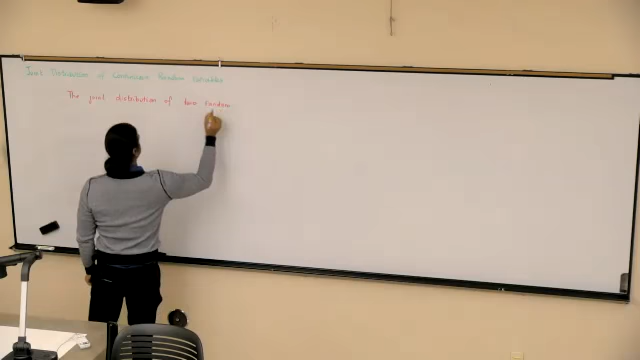 Joint Distribution of Continuous Random Variables
The joint distribution of two random